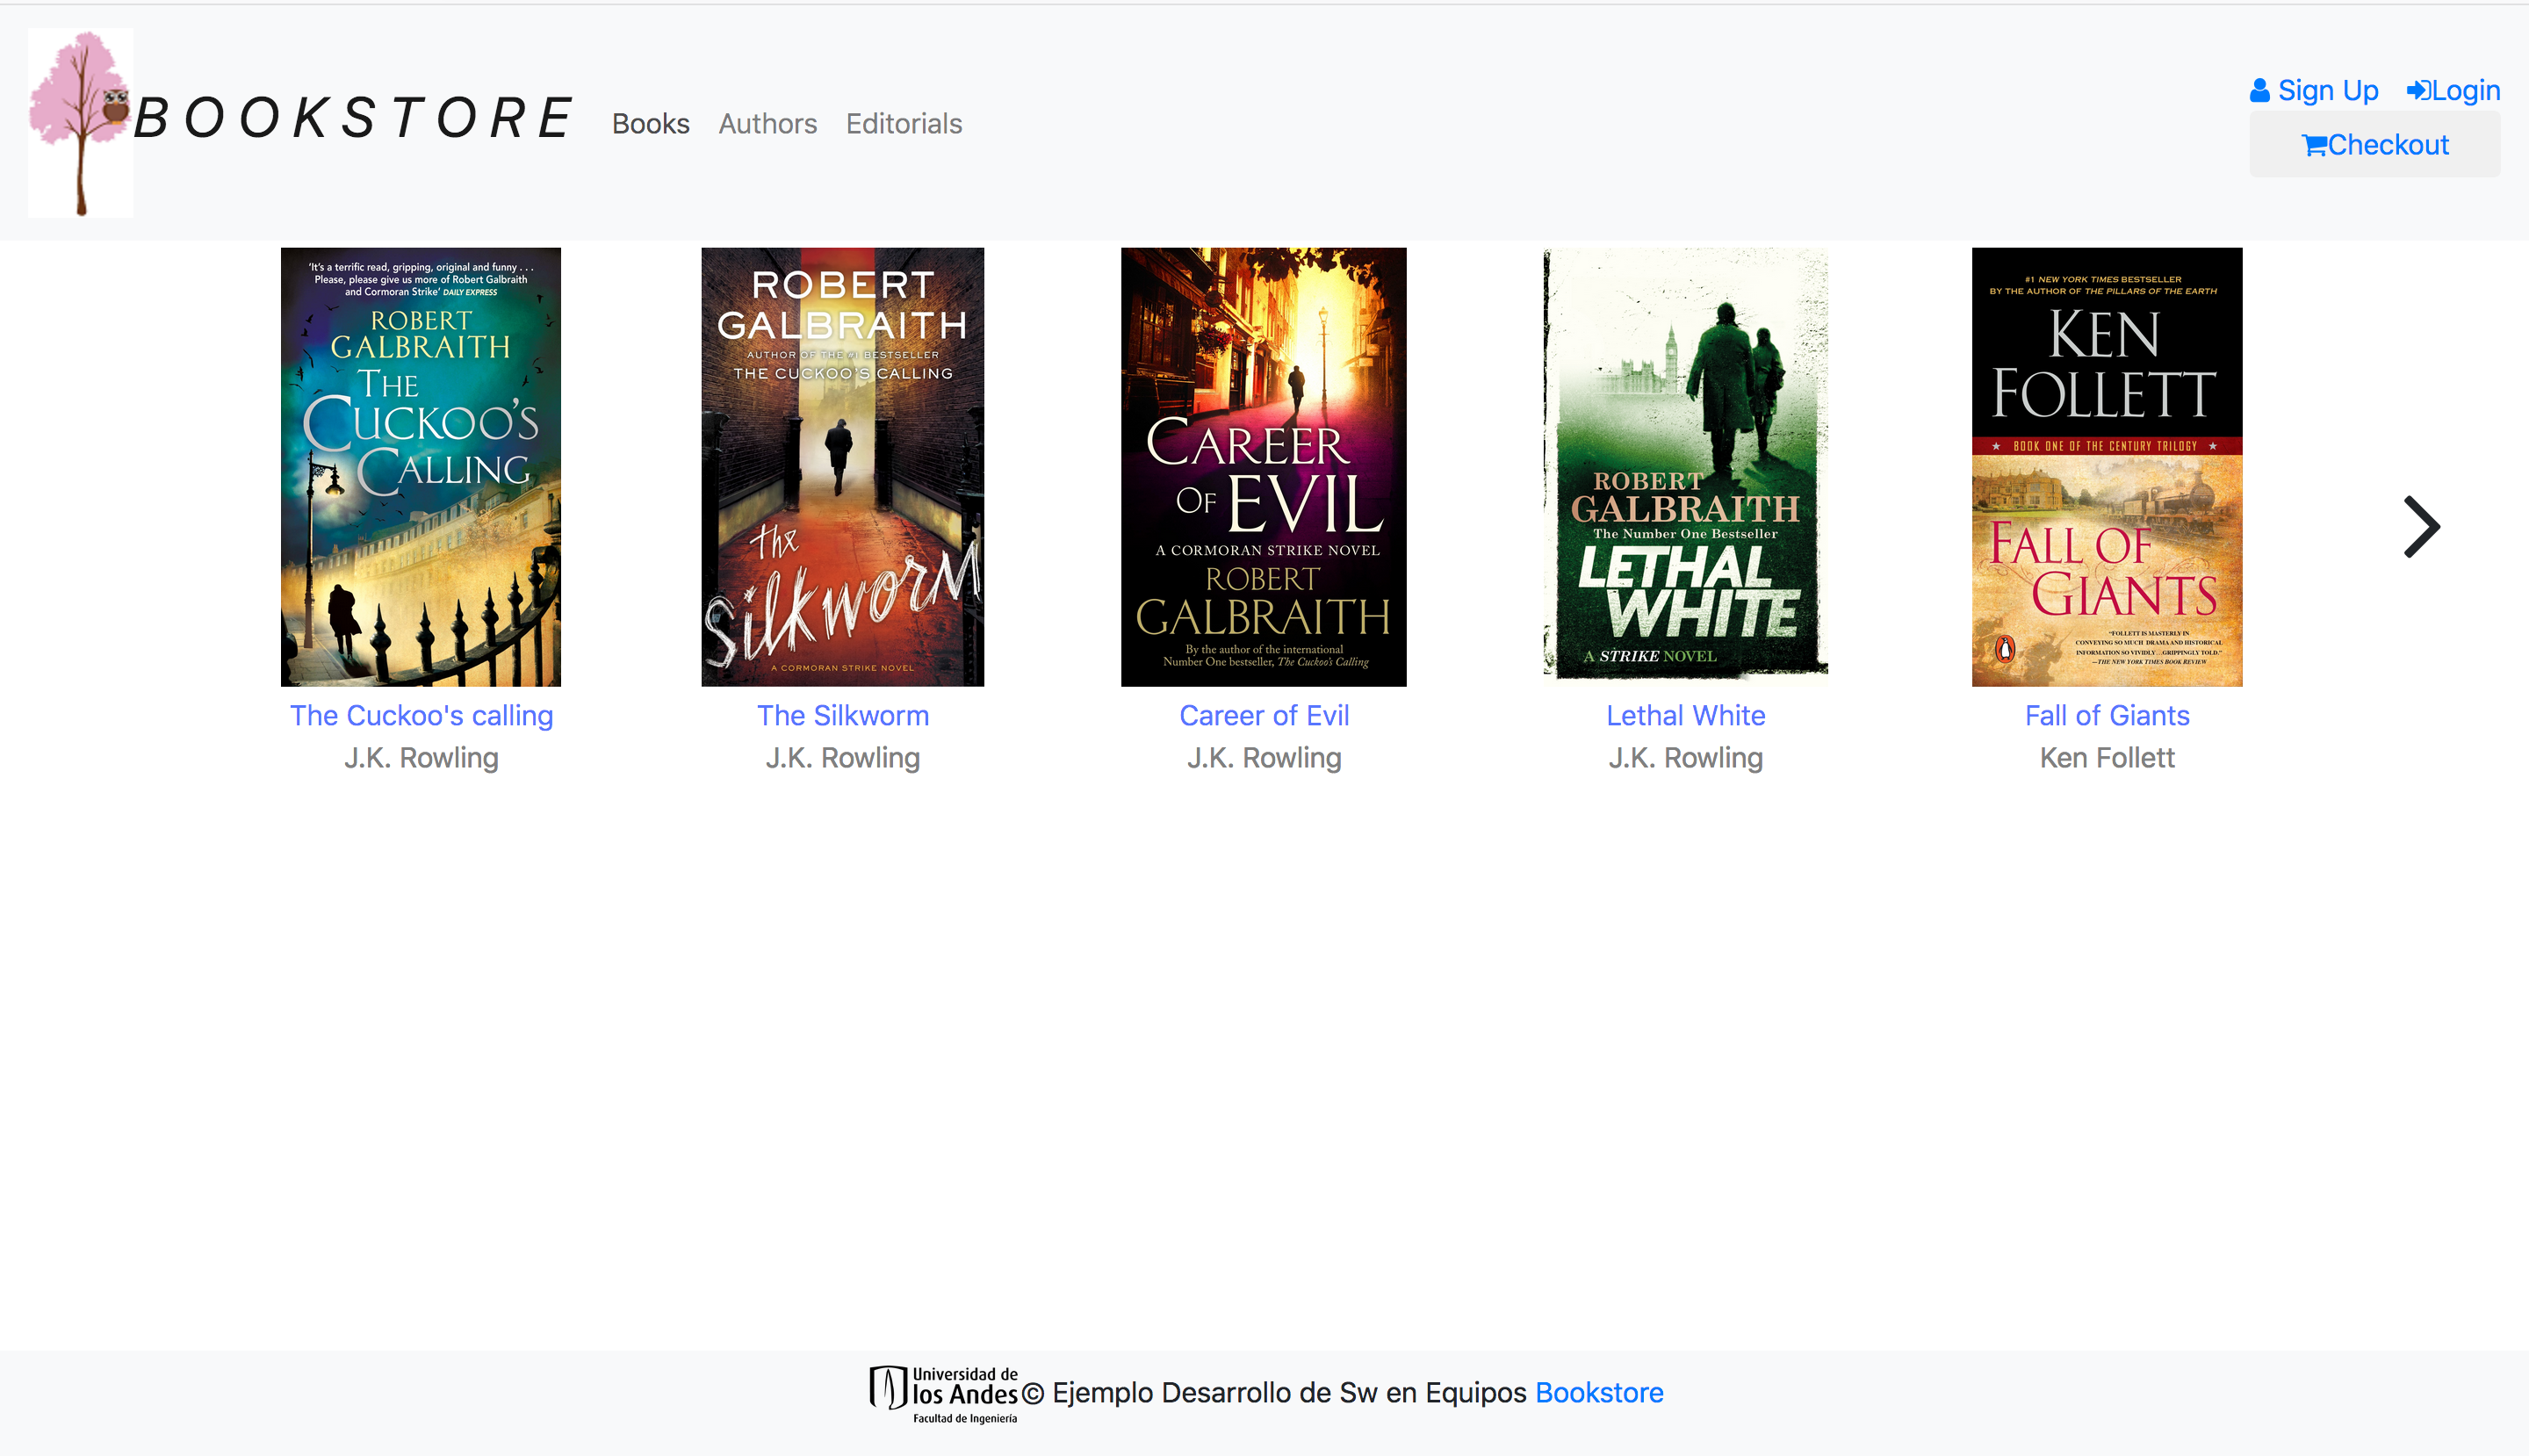 BOOKSTORE
Books Authors Editorials
Sign Up Login
Checkout
'It's a terrific read, gripping, original and funny . . .
Please, please give us more of Robert Galbraith
and Cormoran Strike' DAILY EXPRESS
ROBERT
GALBRAITH
THE
CUCKOO'S
CALLING
The Cuckoo's calling
J.K. Rowling
ROBERT
GALBRAITH
AUTHOR OF THE #1 BESTSELLER
THE CUCKOO'S CALLING
the
Silkworm
A CORMORAN STRIKE NOVEL
The Silkworm
J.K. Rowling
CAREER
OF EVIL
A CORMORAN STRIKE NOVEL
ROBERT
GALBRAITH
By the author of the international
Number One bestseller, The Cuckoo's Calling
Career of Evil
J.K. Rowling
ROBERT
GALBRAITH
The Number One Bestseller
LETHAL
WHITE
A STRIKE NOVEL
Lethal White
J.K. Rowling
#1 NEW YORK TIMES BESTSELLER
BY THE AUTHOR OF THE PILLARS OF THE EARTH
KEN
FOLLETT
★ BOOK ONE OF THE CENTURY TRILOGY ★
FALL OF
GIANTS
"FOLLETT IS MASTERLY IN
CONVEYING SO MUCH DRAMA AND HISTORICAL
INFORMATION SO VIVIDLY...GRIPPINGLY TOLD."
—THE NEW YORK TIMES BOOK REVIEW
Fall of Giants
Ken Follett
Universidad de
los Andes
Facultad de Ingeniería
© Ejemplo Desarrollo de Sw en Equipos Bookstore